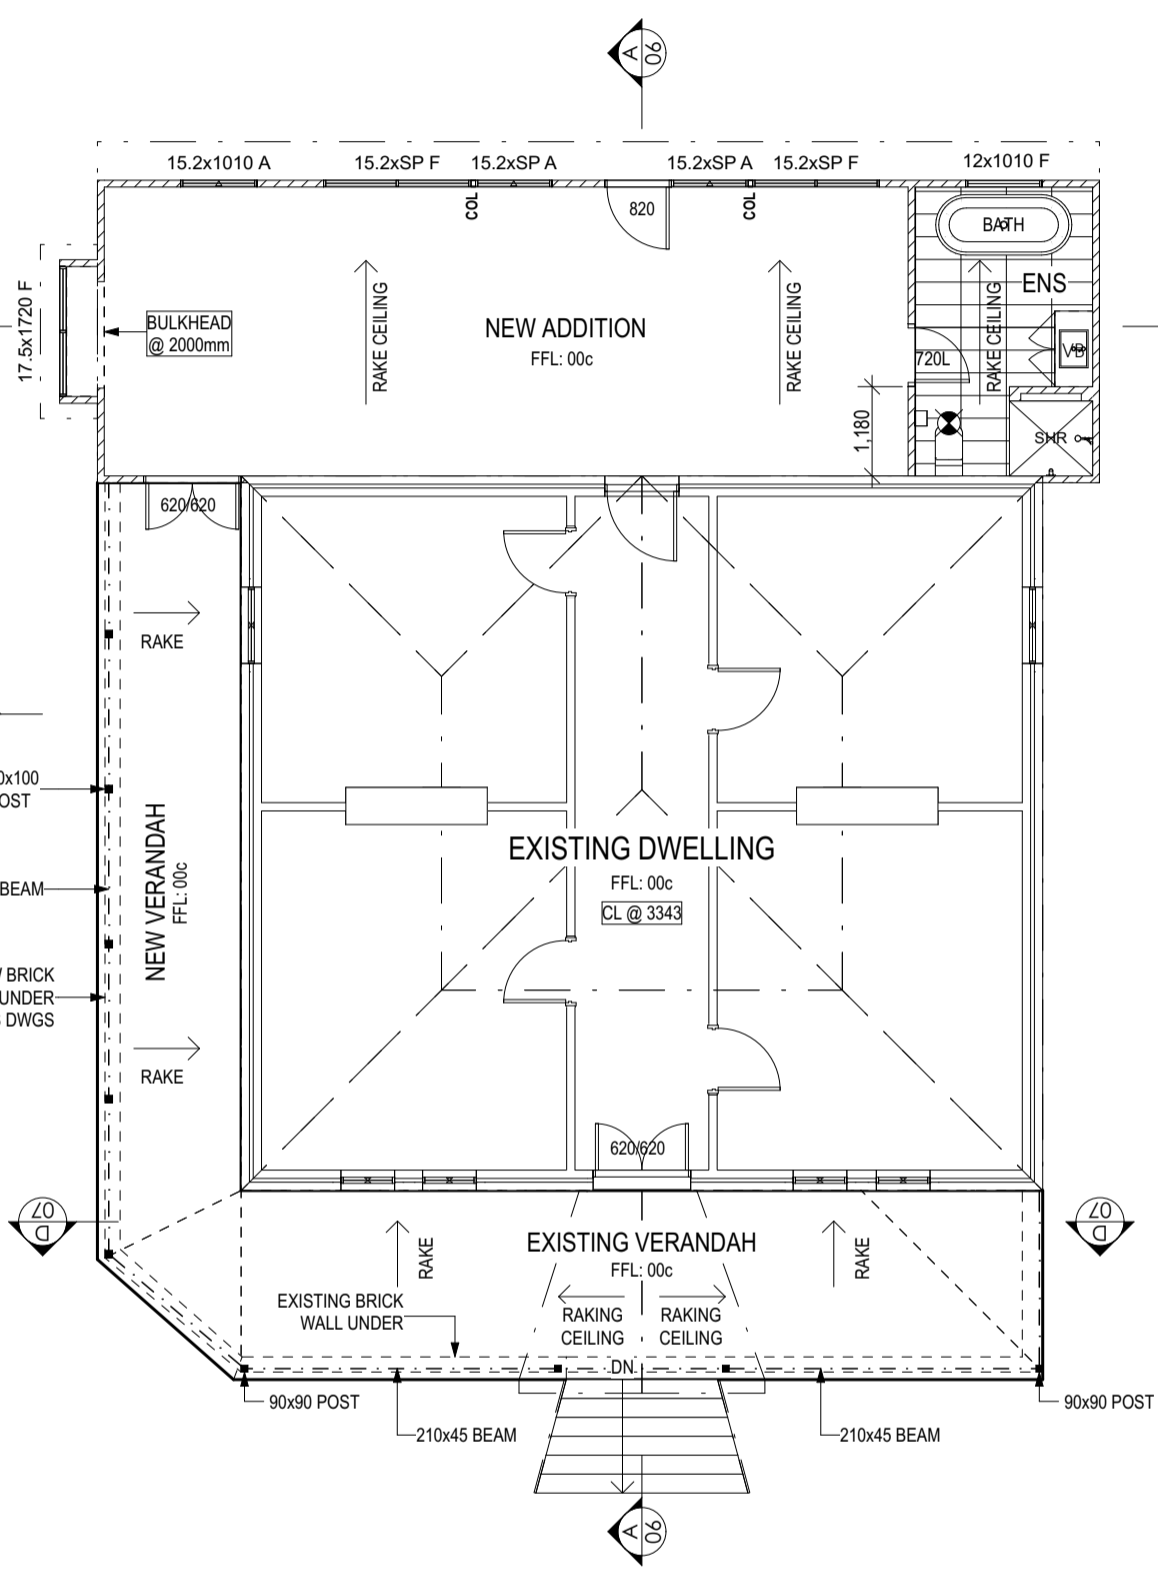 A
06
15.2x1010 A
15.2xSP F
15.2xSP A
15.2xSP A
15.2xSP F
12x1010 F
COL
820
COL
BATH
ENS
17.5x1720 F
BULKHEAD
@ 2000mm
RAKE CEILING
NEW ADDITION
FFL: 00c
RAKE CEILING
720L
RAKE CEILING
VB
1,180
SHR
620/620
RAKE
0x100
OST
BEAM
NEW VERANDAH
FFL: 00c
EXISTING DWELLING
FFL: 00c
CL @ 3343
BRICK
UNDER
DWGS
RAKE
620/620
07
D
07
D
EXISTING VERANDAH
FFL: 00c
RAKE
RAKE
RAKING
CEILING
RAKING
CEILING
EXISTING BRICK
WALL UNDER
DN
90x90 POST
90x90 POST
210x45 BEAM
210x45 BEAM
A
06